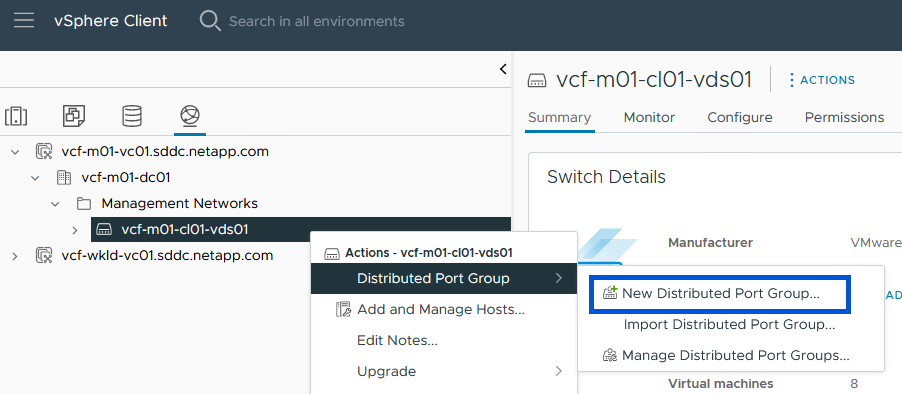 vSphere Client
Search in all environments
vcf-m01-cl01-vds01
ACTIONS
Summary Monitor Configure Permissions
vcf-m01-vc01.sddc.netapp.com
vcf-m01-dc01
Management Networks
vcf-m01-cl01-vds01
vcf-wkld-vc01.sddc.netapp.com
Switch Details
Manufacturer VMware
Actions - vcf-m01-cl01-vds01
Distributed Port Group
Add and Manage Hosts...
Edit Notes...
Upgrade
New Distributed Port Group...
Import Distributed Port Group...
Manage Distributed Port Groups...
AD
Virtual machines 8